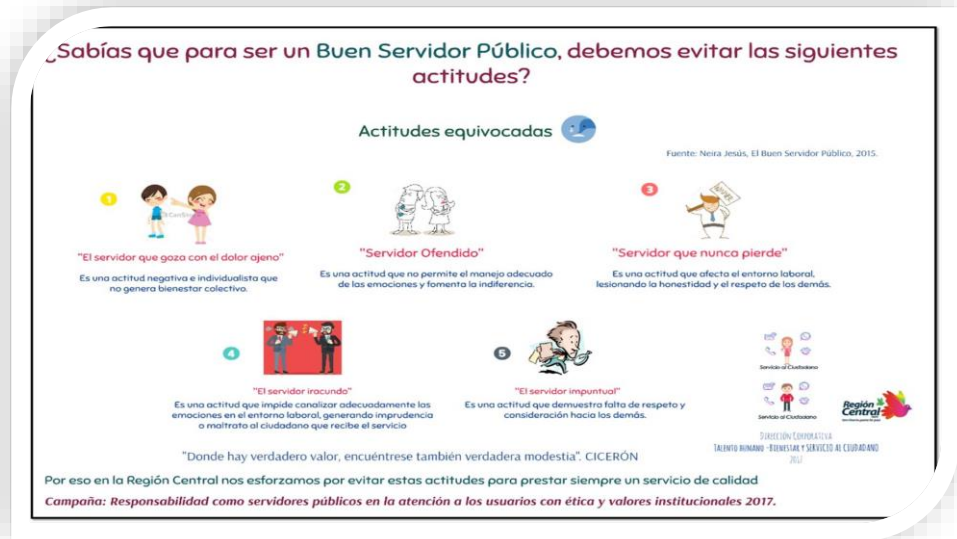 ¿Sabías que para ser un Buen Servidor Público, debemos evitar las siguientes
actitudes?
Actitudes equivocadas
Fuente: Neira Jesús, El Buen Servidor Público, 2015.
1
"El servidor que goza con el dolor ajeno"
Es una actitud negativa e individualista que
no genera bienestar colectivo.
2
"Servidor Ofendido"
Es una actitud que no permite el manejo adecuado
de las emociones y fomenta la indiferencia.
3
"Servidor que nunca pierde"
Es una actitud que afecta el entorno laboral,
lesionando la honestidad y el respeto de los demás.
4
"El servidor iracundo"
Es una actitud que impide canalizar adecuadamente las
emociones en el entorno laboral, generando imprudencia
o maltrato al ciudadano que recibe el servicio
5
"El servidor impuntual"
Es una actitud que demuestra falta de respeto y
consideración hacia los demás.
Servicio al Ciudadano
Servicio al Ciudadano
Región
Central
Dirección Corporativa
Talento humano -Bienestar y SERVICIO AL CIUDADANO
2017
"Donde hay verdadero valor, encuéntrese también verdadera modestia". CICERÓN
Por eso en la Región Central nos esforzamos por evitar estas actitudes para prestar siempre un servicio de calidad
Campaña: Responsabilidad como servidores públicos en la atención a los usuarios con ética y valores institucionales 2017.